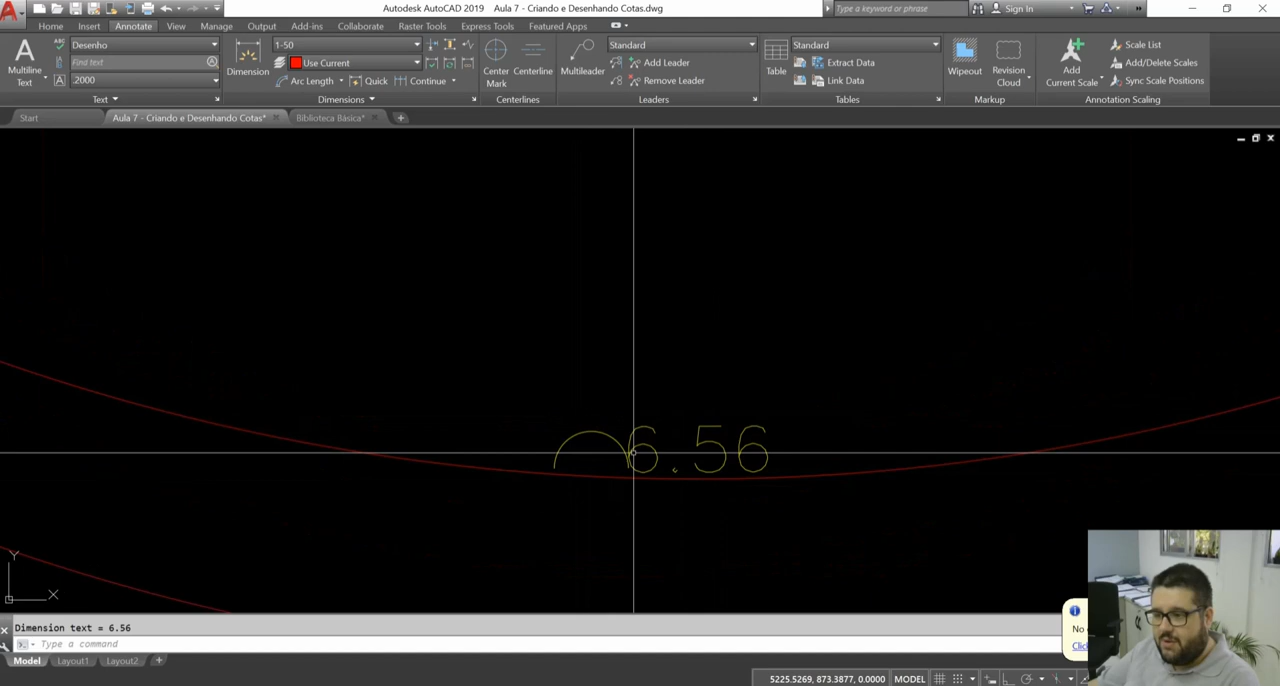 Autodesk AutoCAD 2019 Aula 7 - Criando e Desenhando Cotas.dwg
Type a keyword or phrase
Sign In
Home Insert Annotate View Manage Output Add-ins Collaborate Raster Tools Express Tools Featured Apps
Multiline Text
Desenho
Find text
.2000
Text
Dimension
1-50
Use Current
Arc Length Quick Continue
Dimensions
Center Mark
Centerline
Centerlines
Multileader
Standard
Add Leader
Remove Leader
Leaders
Table
Standard
Extract Data
Link Data
Tables
Wipeout
Revision Cloud
Markup
Add Current Scale
Scale List
Add/Delete Scales
Sync Scale Positions
Annotation Scaling
Start Aula 7 - Criando e Desenhando Cotas* Biblioteca Básica*
6.56
Y
X
Dimension text = 6.56
Type a command
Model Layout1 Layout2
5225.5269, 873.3877, 0.0000 MODEL